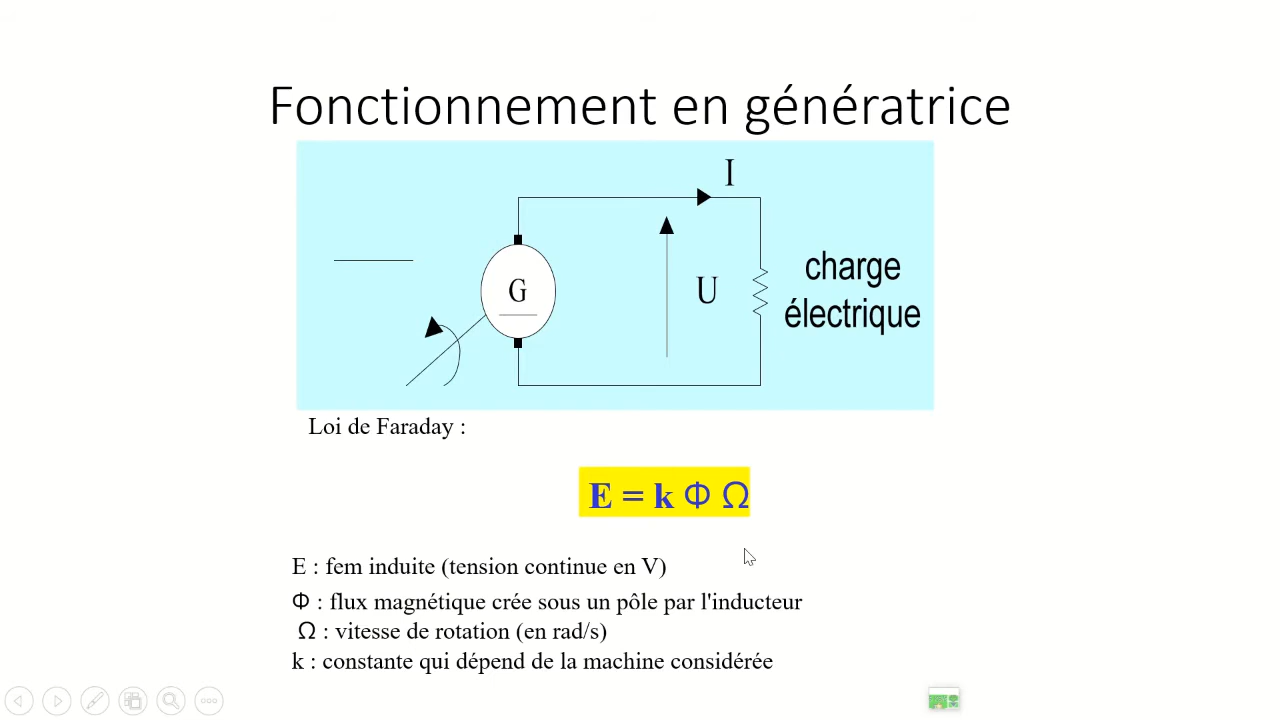 Fonctionnement en génératrice
I
G
U
charge
électrique
Loi de Faraday :
E = k Φ Ω
E : fem induite (tension continue en V)
Φ : flux magnétique crée sous un pôle par l'inducteur
Ω : vitesse de rotation (en rad/s)
k : constante qui dépend de la machine considérée